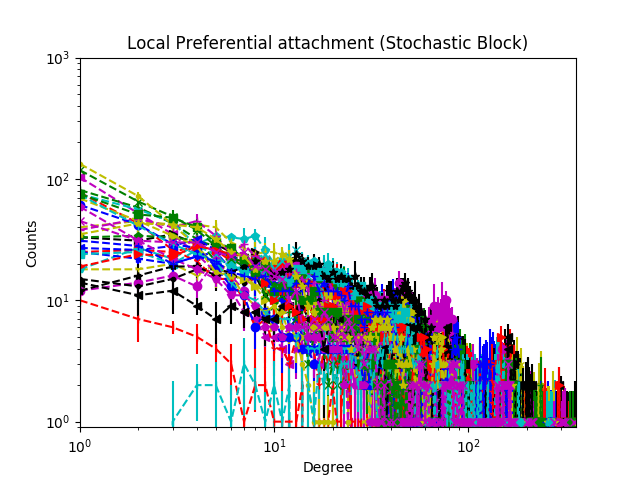 Local Preferential attachment (Stochastic Block)
10³
10²
10¹
10⁰
Counts
10⁰ 10¹ 10²
Degree